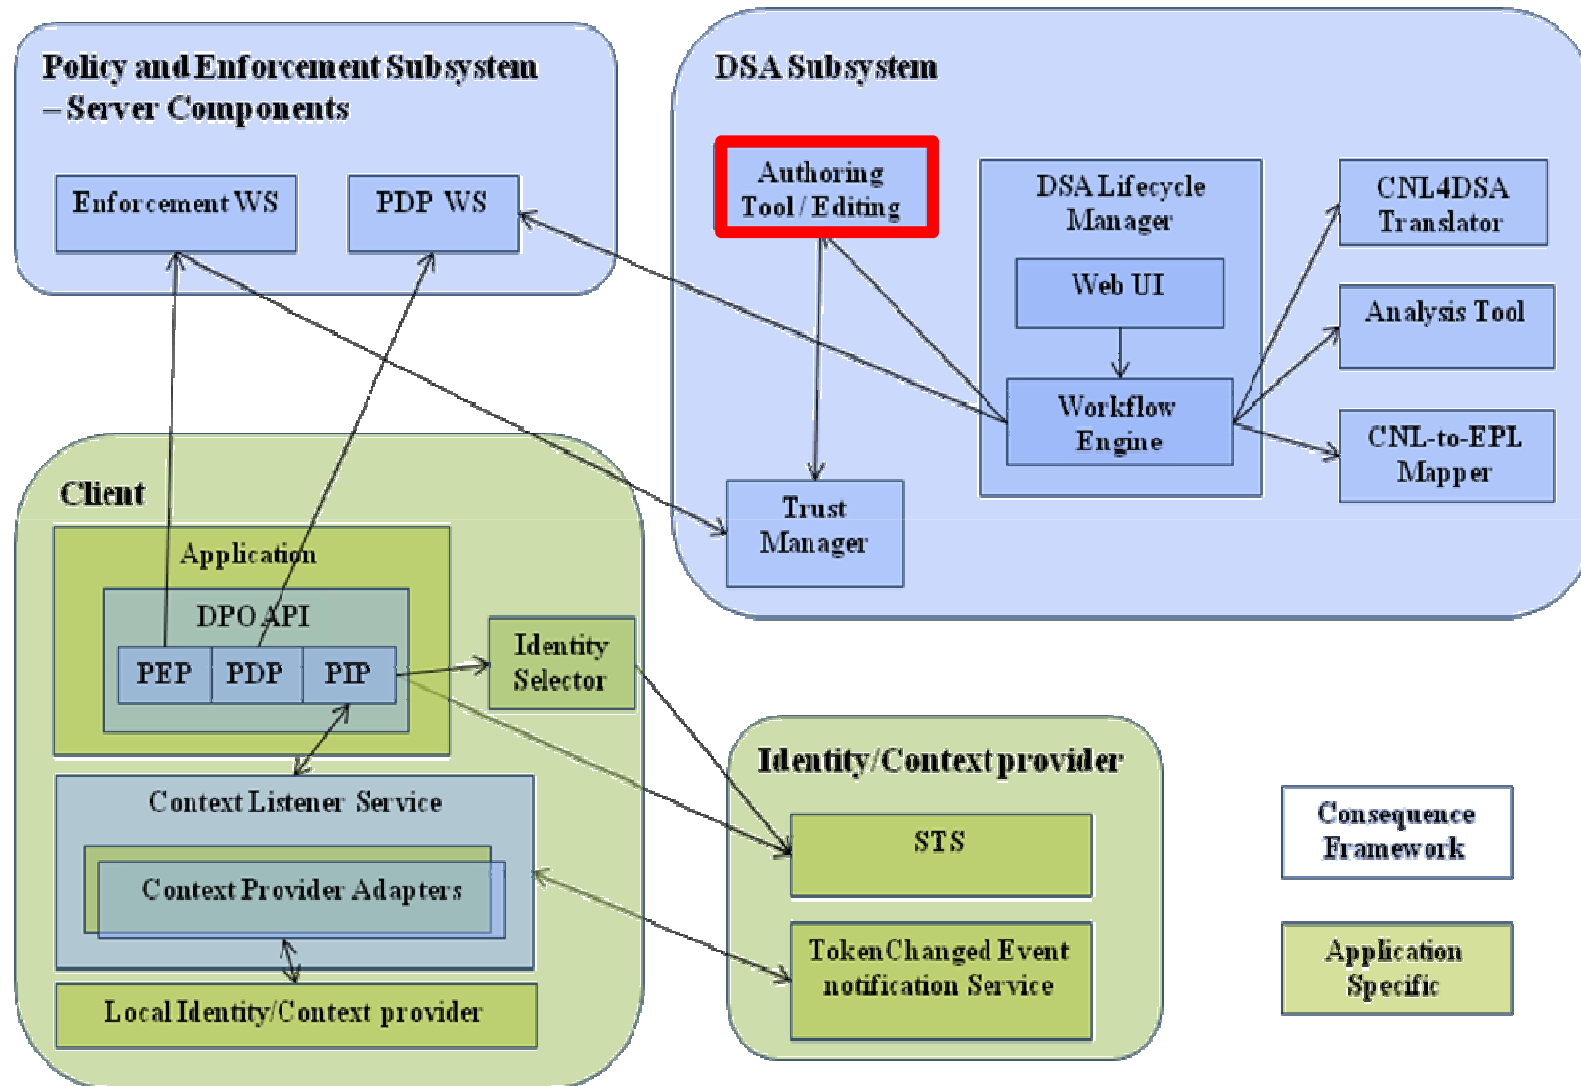 Policy and Enforcement Subsystem
– Server Components
Enforcement WS
PDP WS
DSA Subsystem
Authoring
Tool / Editing
DSA Lifecycle
Manager
Web UI
Workflow
Engine
CNL4DSA
Translator
Analysis Tool
CNL-to-EPL
Mapper
Trust
Manager
Client
Application
DPO API
PEP
PDP
PIP
Identity
Selector
Context Listener Service
Context Provider Adapters
Local Identity/Context provider
Identity/Context provider
STS
TokenChanged Event
notification Service
Consequence
Framework
Application
Specific